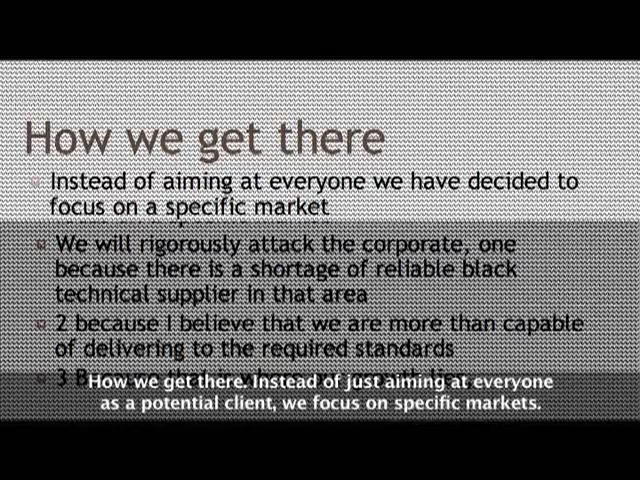 How we get there
Instead of aiming at everyone we have decided to
focus on a specific market
We will rigorously attack the corporate, one
because there is a shortage of reliable black
technical supplier in that area
2 because I believe that we are more than capable
of delivering to the required standards
3
How we get there. Instead of just aiming at everyone
as a potential client, we focus on specific markets.